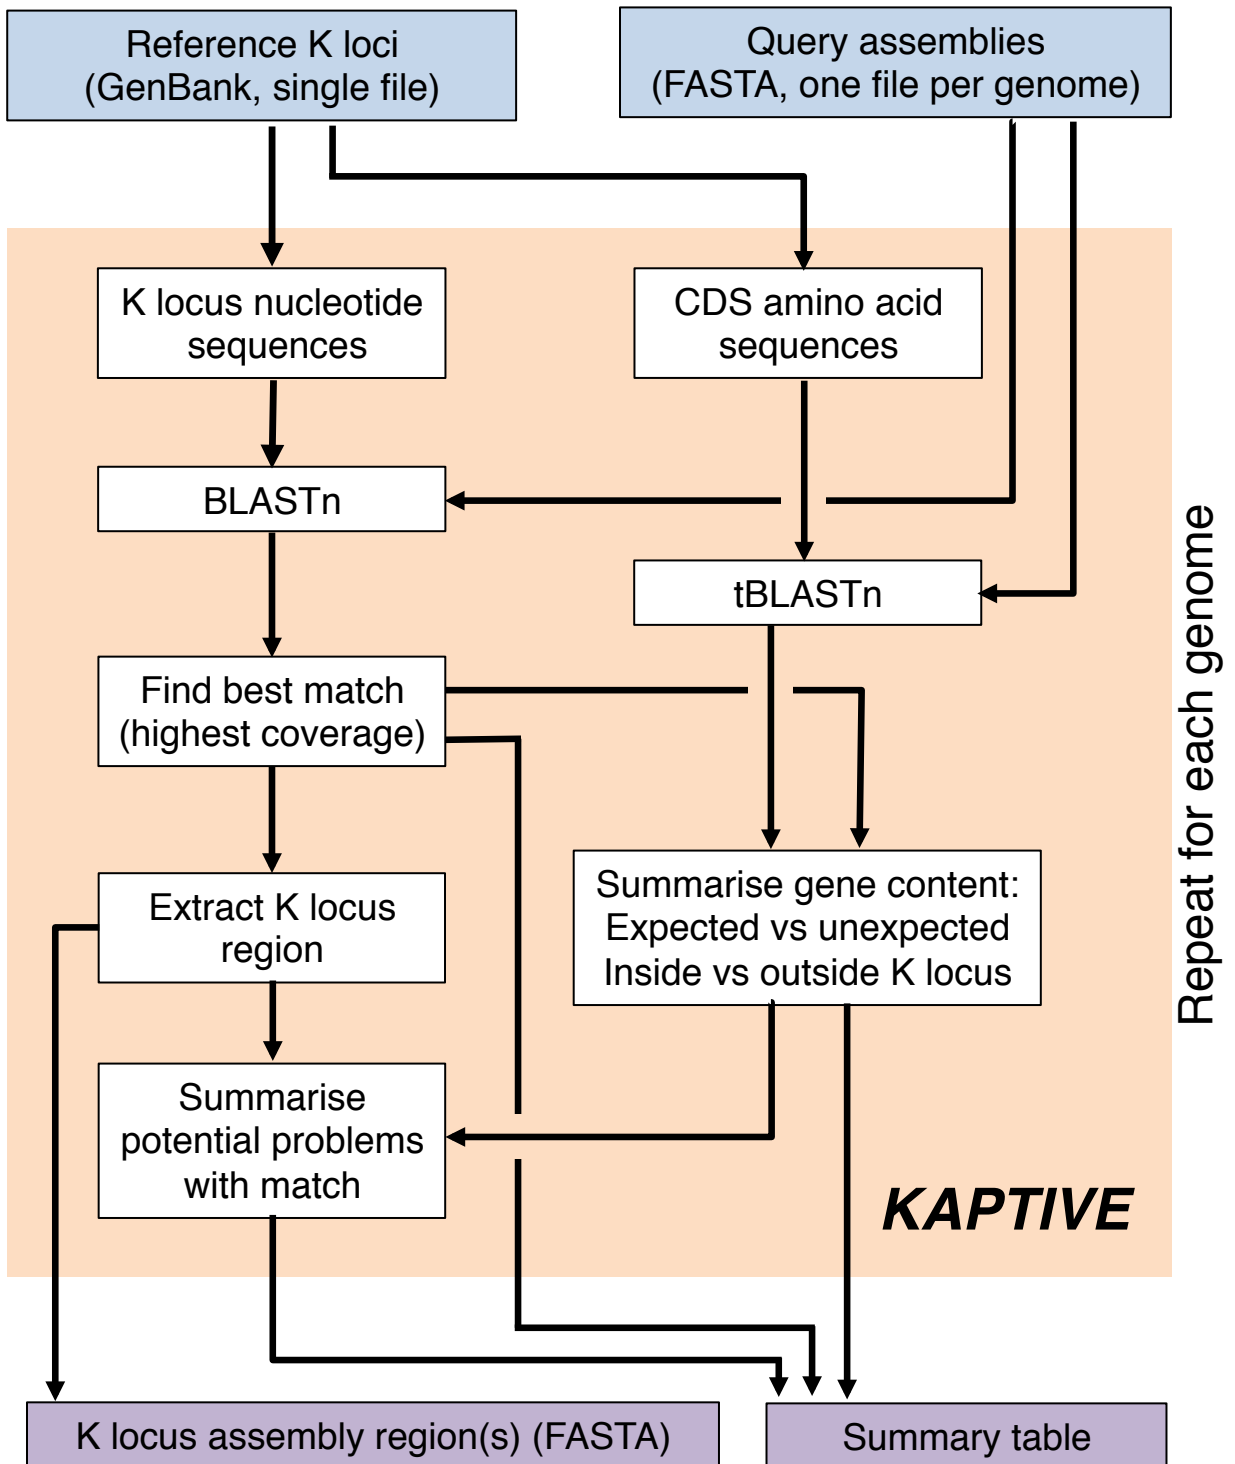 Reference K loci
(GenBank, single file)
Query assemblies
(FASTA, one file per genome)
K locus nucleotide
sequences
CDS amino acid
sequences
BLASTn
tBLASTn
Find best match
(highest coverage)
Extract K locus
region
Summarise gene content:
Expected vs unexpected
Inside vs outside K locus
Summarise
potential problems
with match
KAPTIVE
Repeat for each genome
K locus assembly region(s) (FASTA)
Summary table